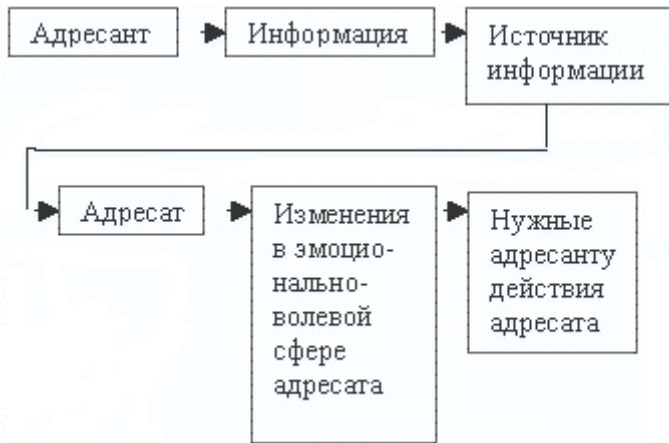 Адресант
Информация
Источник
информации
Адресат
Изменения
в эмоцио-
нально-
волевой
сфере
адресата
Нужные
адресанту
действия
адресата